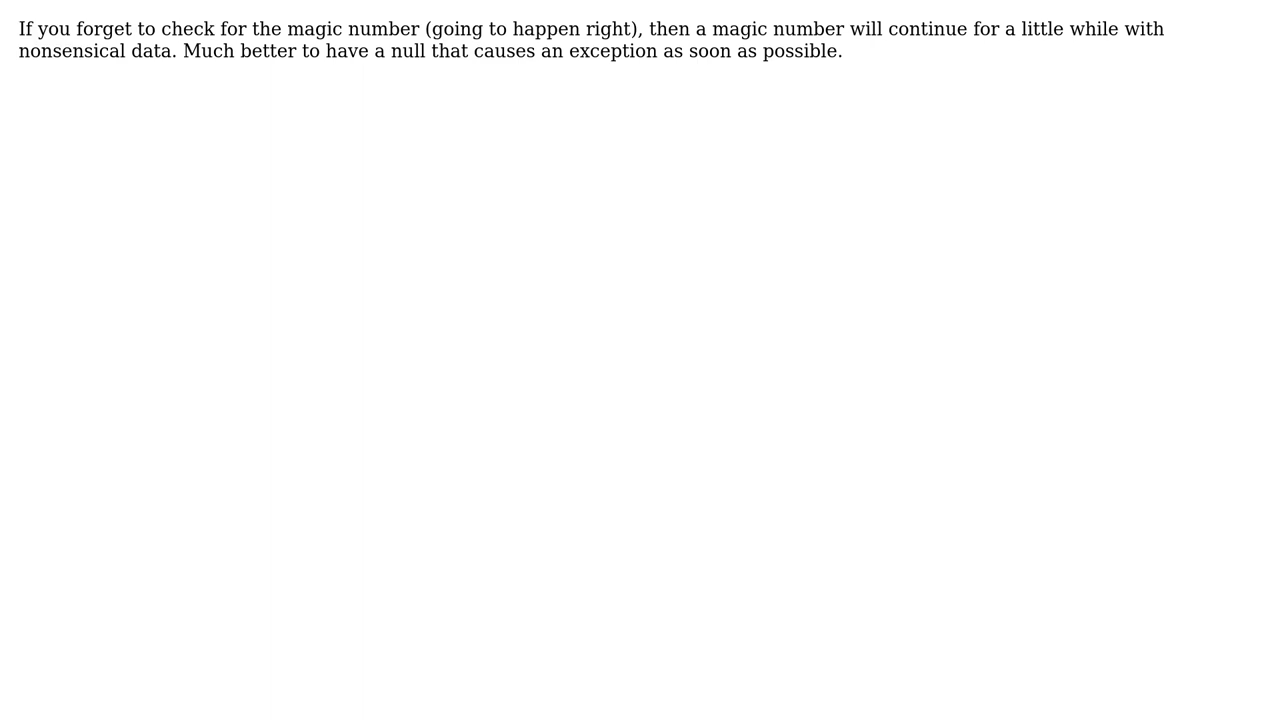 If you forget to check for the magic number (going to happen right), then a magic number will continue for a little while with
nonsensical data. Much better to have a null that causes an exception as soon as possible.